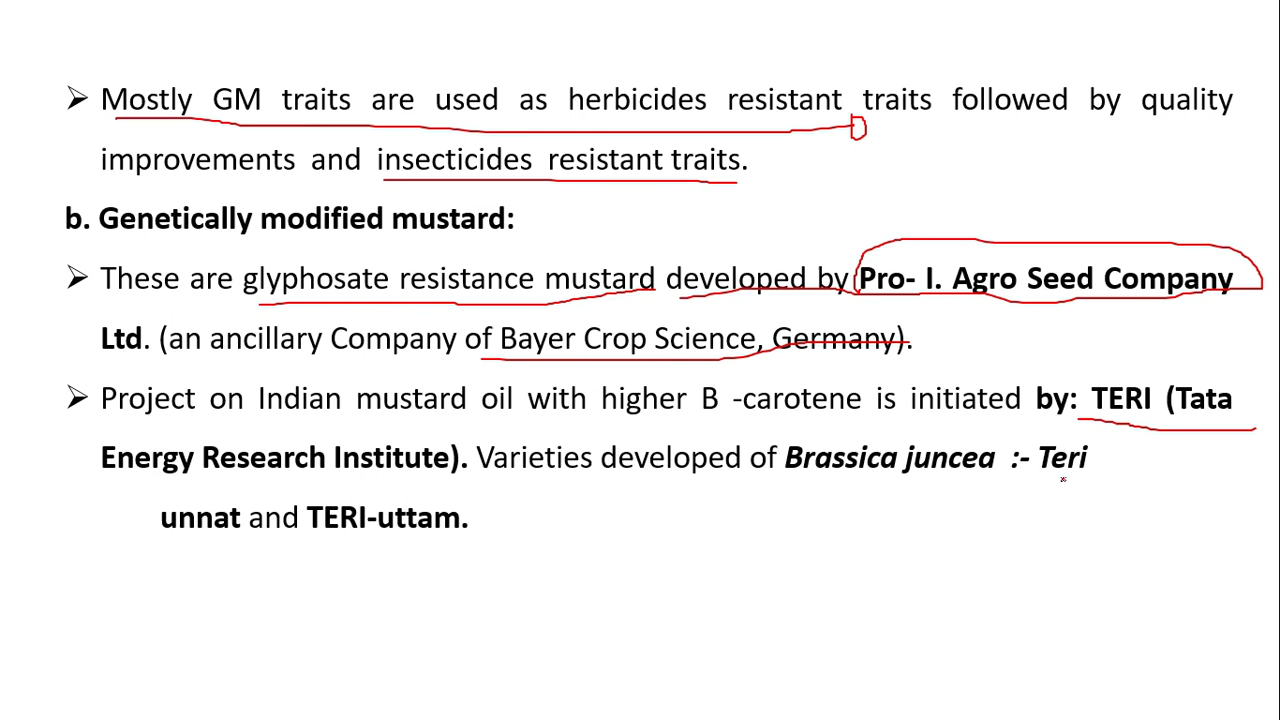 ➢ Mostly GM traits are used as herbicides resistant traits followed by quality
improvements and insecticides resistant traits.
b. Genetically modified mustard:
➢ These are glyphosate resistance mustard developed by Pro- I. Agro Seed Company
Ltd. (an ancillary Company of Bayer Crop Science, Germany).
➢ Project on Indian mustard oil with higher B -carotene is initiated by: TERI (Tata
Energy Research Institute). Varieties developed of Brassica juncea :- Teri
unnat and TERI-uttam.